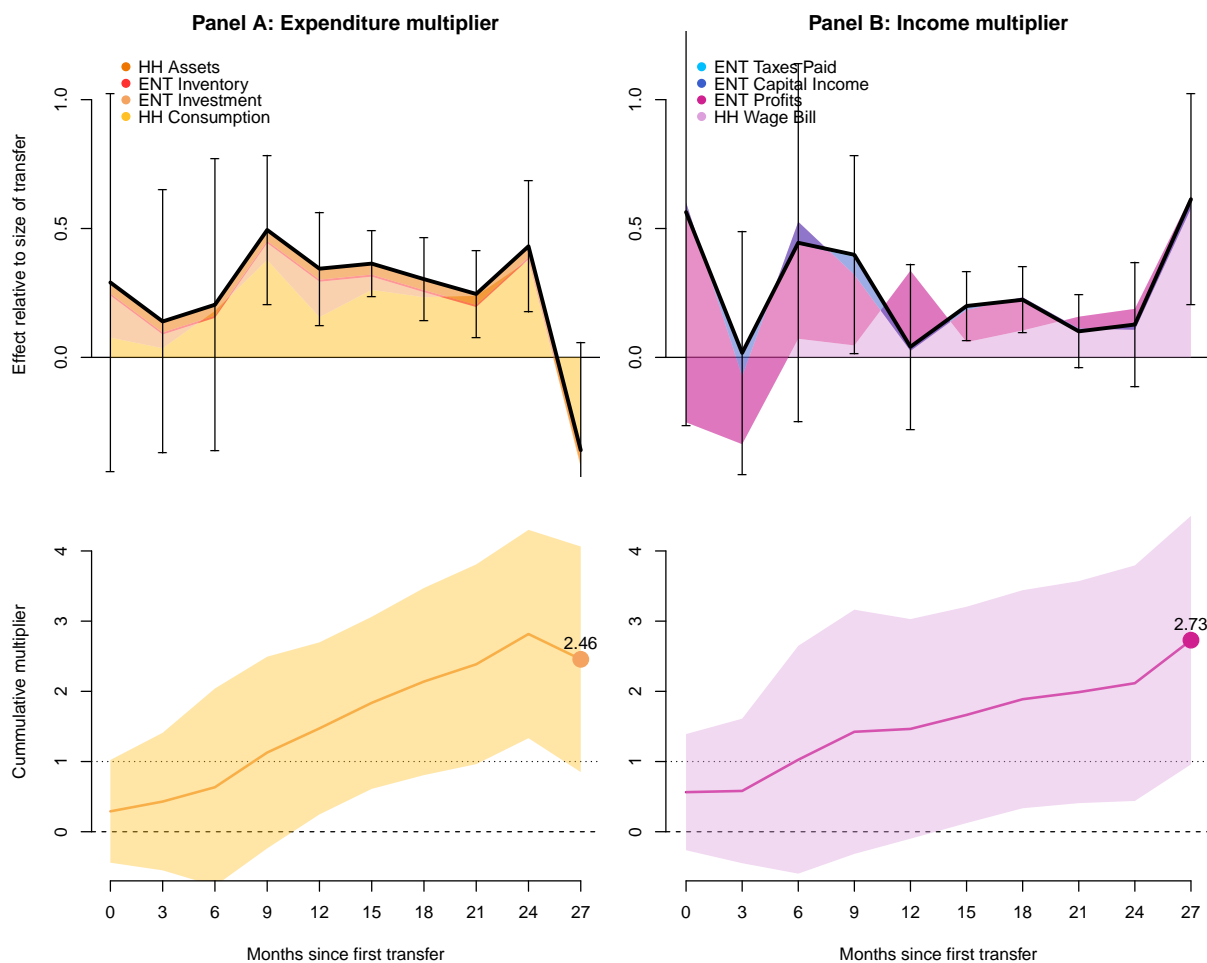 Panel A: Expenditure multiplier
HH Assets
ENT Inventory
ENT Investment
HH Consumption
Effect relative to size of transfer
1.0
0.5
0.0
Panel B: Income multiplier
ENT Taxes Paid
ENT Capital Income
ENT Profits
HH Wage Bill
1.0
0.5
0.0
Cummulative multiplier
4
3
2
1
0
2.46
0 3 6 9 12 15 18 21 24 27
Months since first transfer
4
3
2
1
0
2.73
0 3 6 9 12 15 18 21 24 27
Months since first transfer